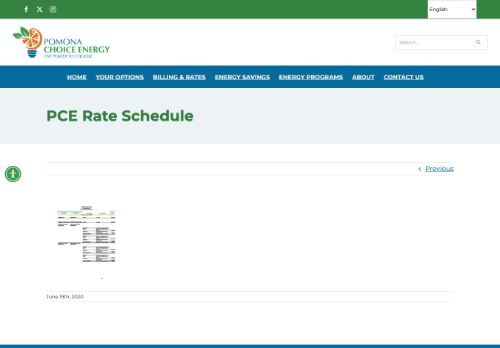 English
POMONA
CHOICE ENERGY
THE POWER TO CHOOSE
Search...
HOME YOUR OPTIONS BILLING & RATES ENERGY SAVINGS ENERGY PROGRAMS ABOUT CONTACT US
PCE Rate Schedule
Previous
June 19th, 2020